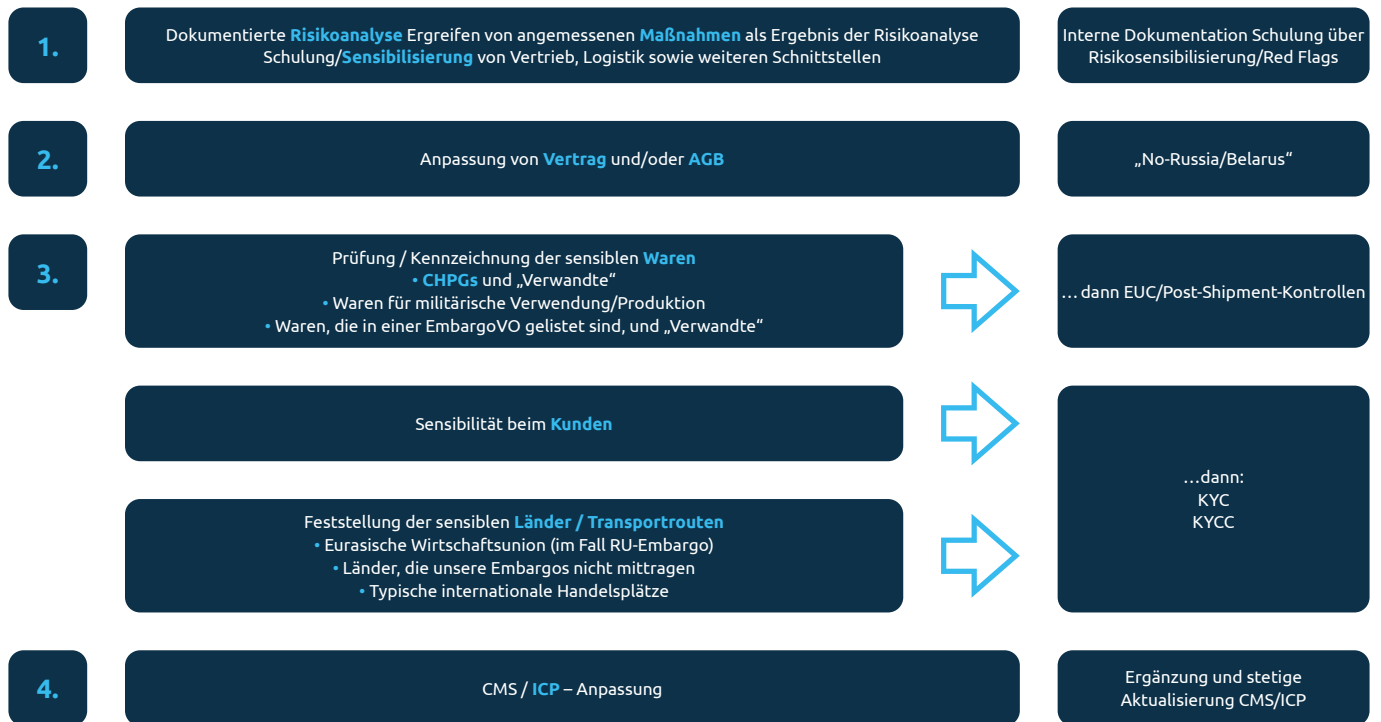 1.
Dokumentierte Risikoanalyse Ergreifen von angemessenen Maßnahmen als Ergebnis der Risikoanalyse
Schulung/Sensibilisierung von Vertrieb, Logistik sowie weiteren Schnittstellen
Interne Dokumentation Schulung über
Risikosensibilisierung/Red Flags
2.
Anpassung von Vertrag und/oder AGB
„No-Russia/Belarus“
3.
Prüfung / Kennzeichnung der sensiblen Waren
• CHPGs und „Verwandte“
• Waren für militärische Verwendung/Produktion
• Waren, die in einer EmbargoVO gelistet sind, und „Verwandte“
… dann EUC/Post-Shipment-Kontrollen
Sensibilität beim Kunden
Feststellung der sensiblen Länder / Transportrouten
• Eurasische Wirtschaftsunion (im Fall RU-Embargo)
• Länder, die unsere Embargos nicht mittragen
• Typische internationale Handelsplätze
…dann:
KYC
KYCC
4.
CMS / ICP – Anpassung
Ergänzung und stetige
Aktualisierung CMS/ICP